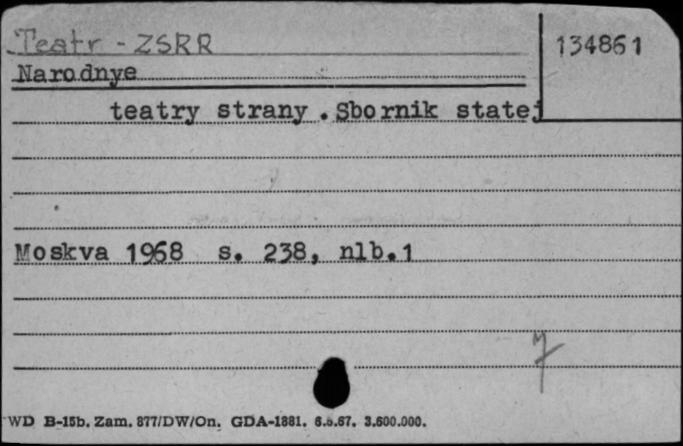 Teatr - ZSRR
134861
Narodnye
teatry strany . Sbornik statej
Moskva 1968 s. 238, nlb.1
WD B-15b. Zam. 877/DW/On. GDA-1881. 6.5.67. 3.600.000.